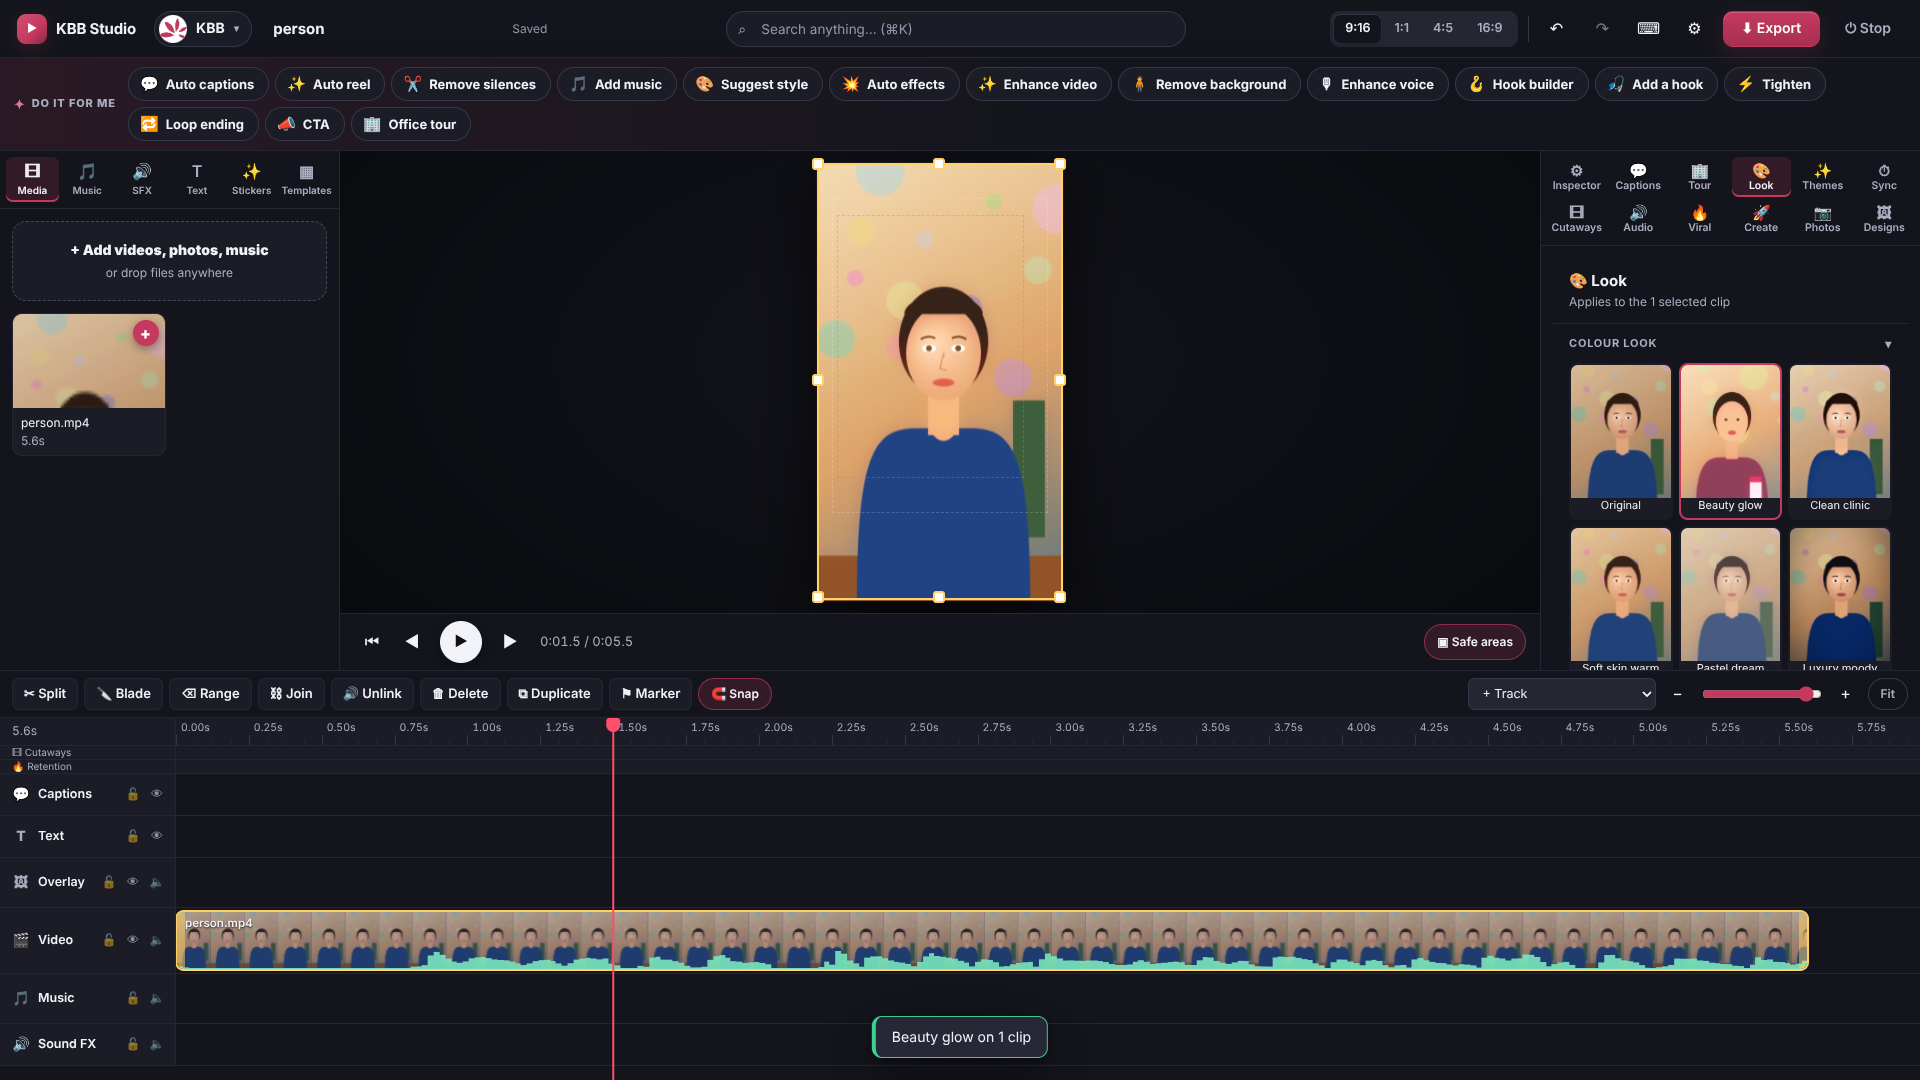 KBB Studio
KBB
person
Saved
Search anything... (⌘K)
9:16 1:1 4:5 16:9
Export
Stop
DO IT FOR ME
Auto captions
Auto reel
Remove silences
Add music
Suggest style
Auto effects
Enhance video
Remove background
Enhance voice
Hook builder
Add a hook
Tighten
Loop ending
CTA
Office tour
Media
Music
SFX
Text
Stickers
Templates
+ Add videos, photos, music
or drop files anywhere
person.mp4
5.6s
0:01.5 / 0:05.5
Safe areas
Inspector
Captions
Tour
Look
Themes
Sync
Cutaways
Audio
Viral
Create
Photos
Designs
Look
Applies to the 1 selected clip
COLOUR LOOK
Original
Beauty glow
Clean clinic
Soft skin warm
Pastel dream
Luxury moody
Split
Blade
Range
Join
Unlink
Delete
Duplicate
Marker
Snap
+ Track
Fit
5.6s
0.00s 0.25s 0.50s 0.75s 1.00s 1.25s 1.50s 1.75s 2.00s 2.25s 2.50s 2.75s 3.00s 3.25s 3.50s 3.75s 4.00s 4.25s 4.50s 4.75s 5.00s 5.25s 5.50s 5.75s
Cutaways
Retention
Captions
Text
Overlay
Video
person.mp4
Music
Sound FX
Beauty glow on 1 clip